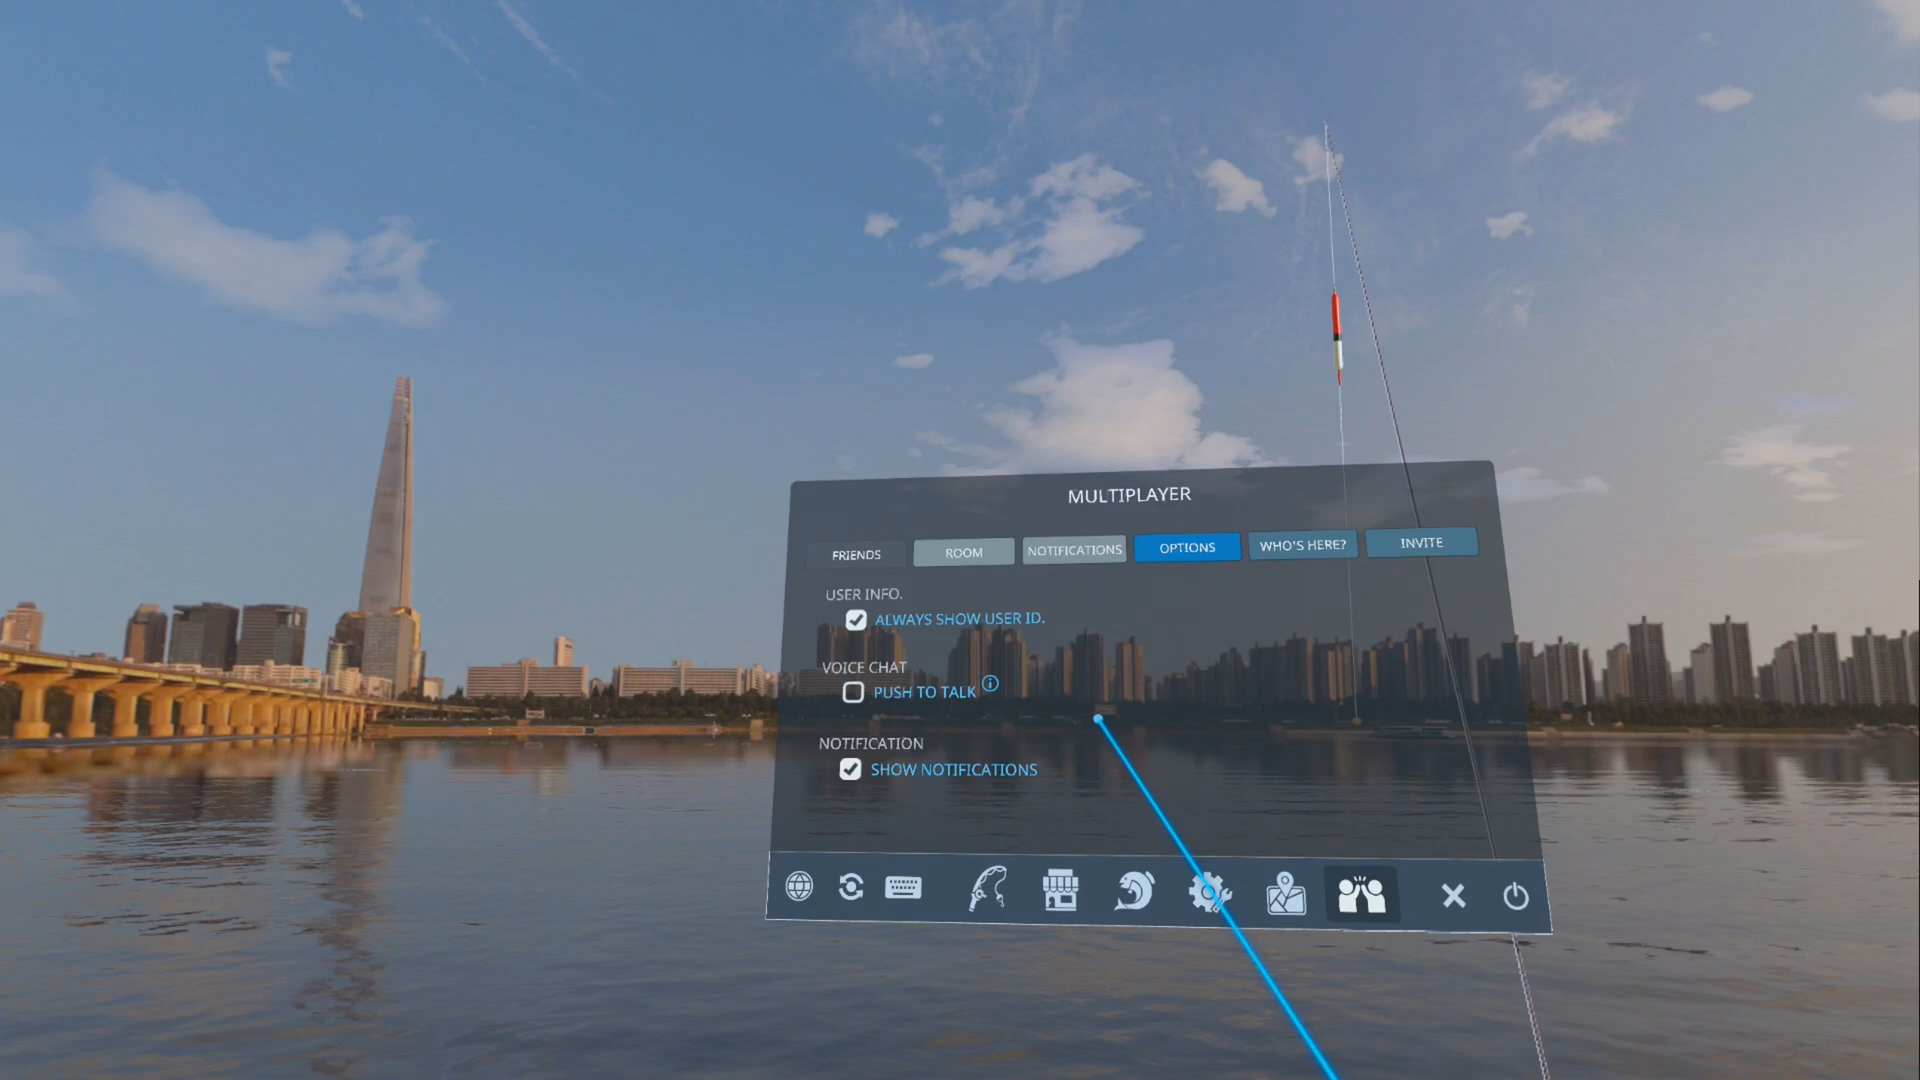 MULTIPLAYER
FRIENDS ROOM NOTIFICATIONS OPTIONS WHO'S HERE? INVITE
USER INFO.
ALWAYS SHOW USER ID.
VOICE CHAT
PUSH TO TALK
NOTIFICATION
SHOW NOTIFICATIONS